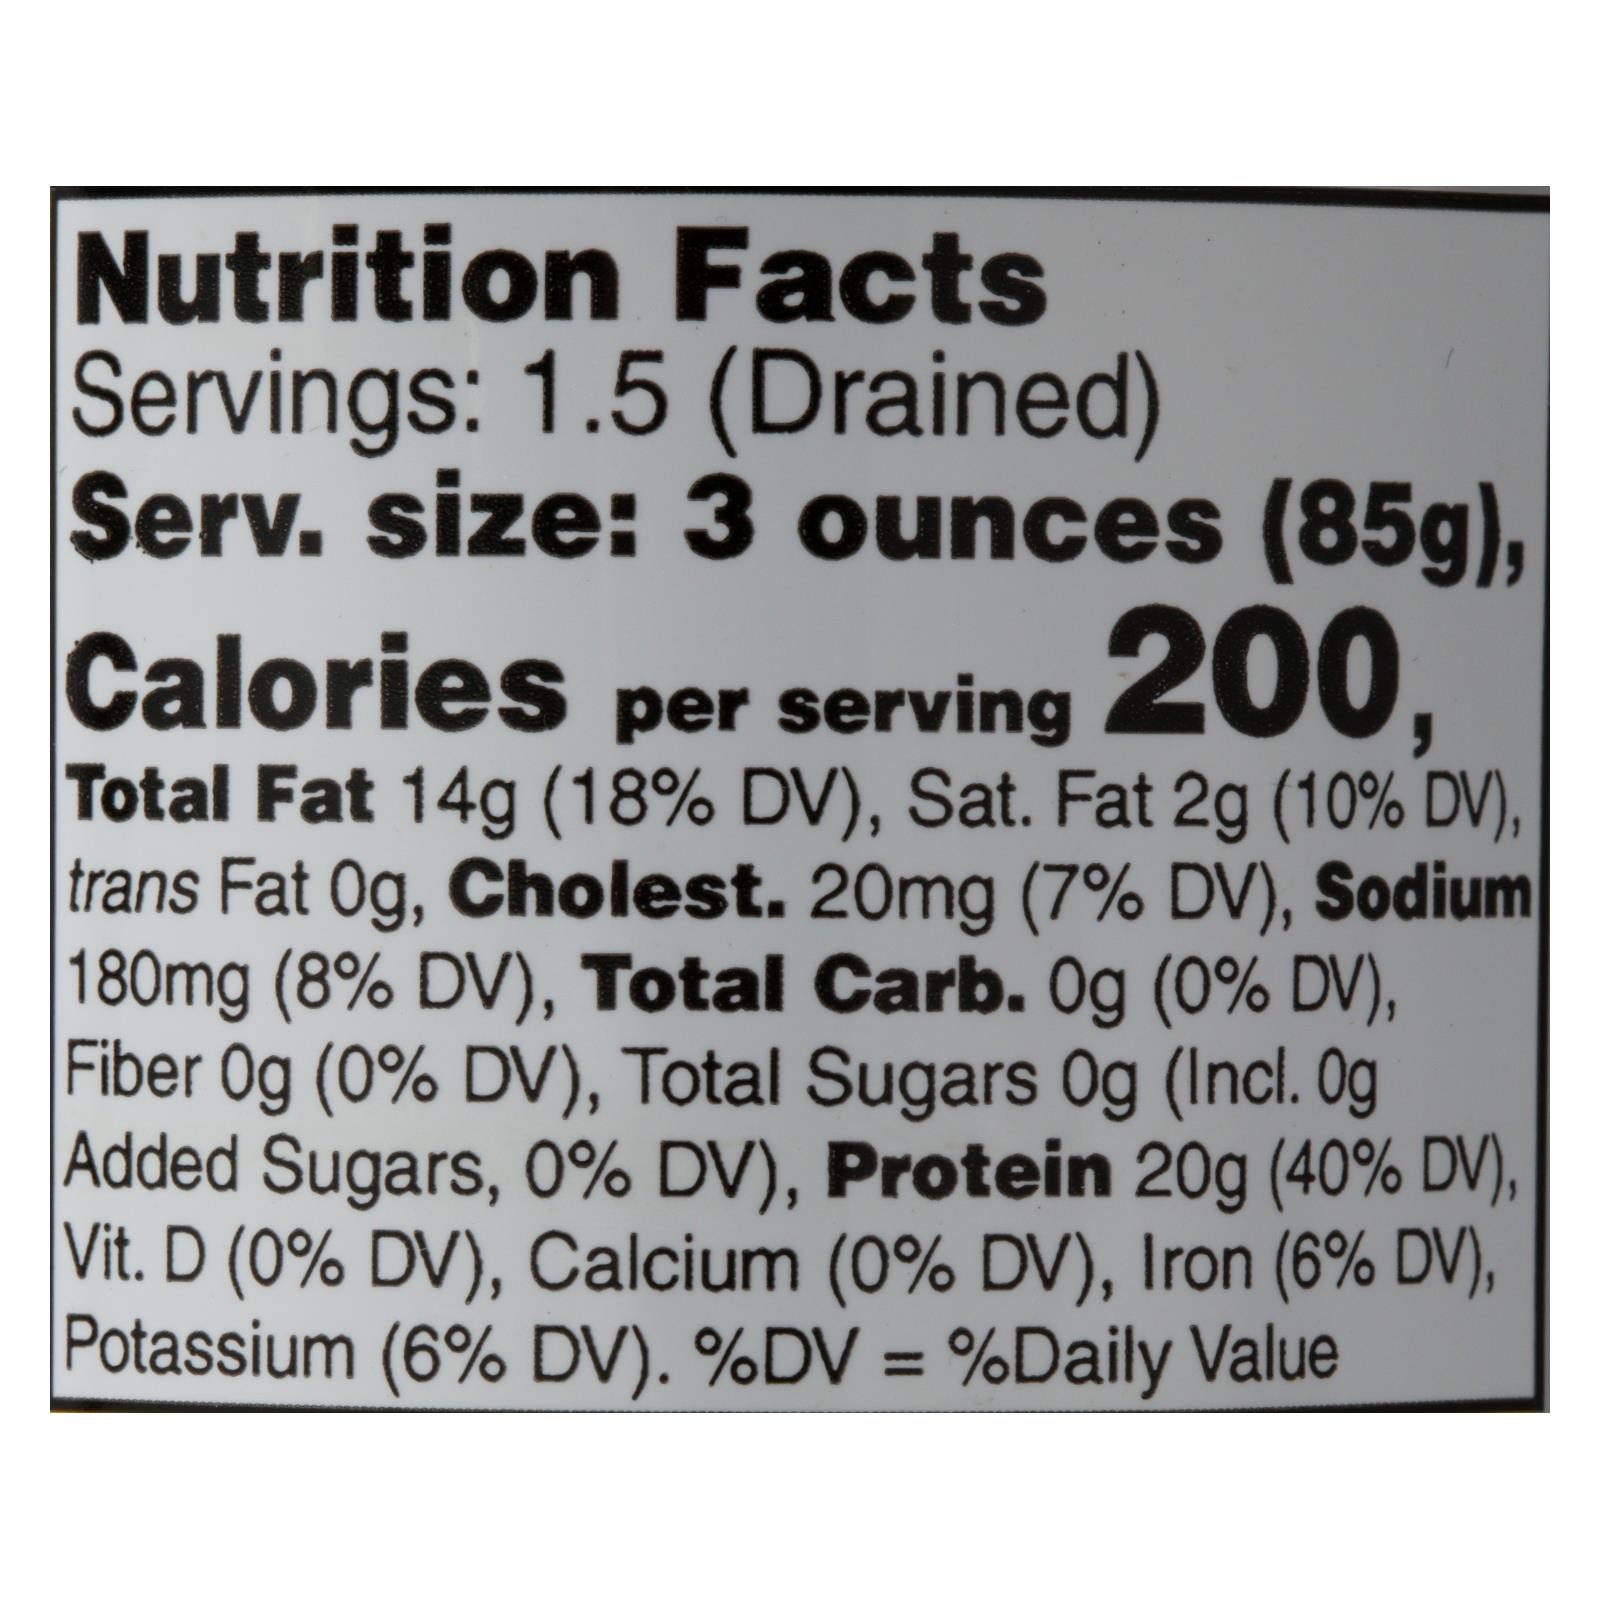 Nutrition Facts
Servings: 1.5 (Drained)
Serv. size: 3 ounces (85g),
Calories per serving 200,
Total Fat 14g (18% DV), Sat. Fat 2g (10% DV),
trans Fat 0g, Cholest. 20mg (7% DV), Sodium
180mg (8% DV), Total Carb. 0g (0% DV),
Fiber 0g (0% DV), Total Sugars 0g (Incl. 0g
Added Sugars, 0% DV), Protein 20g (40% DV),
Vit. D (0% DV), Calcium (0% DV), Iron (6% DV),
Potassium (6% DV). %DV = %Daily Value